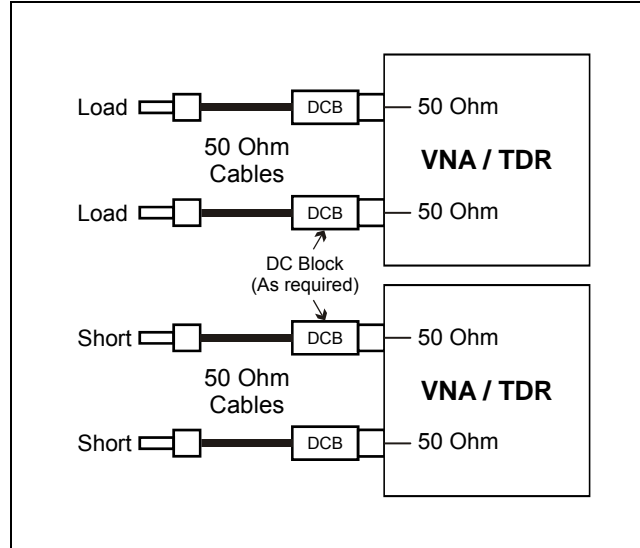 Load DCB 50 Ohm
50 Ohm
Cables
VNA / TDR
Load DCB 50 Ohm
DC Block
(As required)
Short DCB 50 Ohm
50 Ohm
Cables
VNA / TDR
Short DCB 50 Ohm